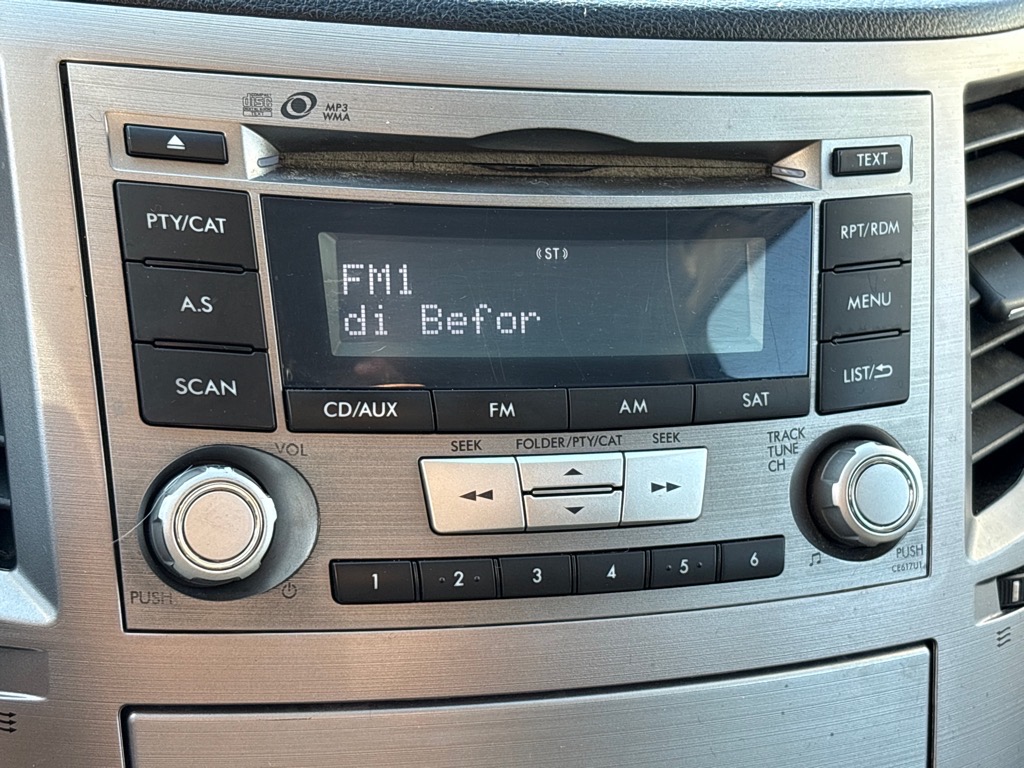 disc
MP3
WMA
TEXT
PTY/CAT
A.S
SCAN
ST
FM1
di Befor
RPT/RDM
MENU
LIST/
CD/AUX
FM
AM
SAT
VOL
PUSH
SEEK
FOLDER/PTY/CAT
SEEK
TRACK
TUNE
CH
1
2
3
4
5
6
PUSH
CE617U1